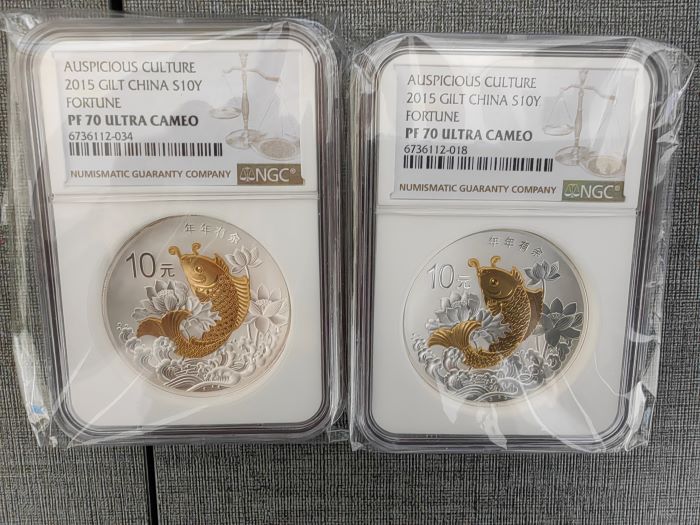 AUSPICIOUS CULTURE
2015 GILT CHINA S10Y
FORTUNE
PF 70 ULTRA CAMEO
6736112-034
NUMISMATIC GUARANTY COMPANY
NGC®
年年有余
10元
AUSPICIOUS CULTURE
2015 GILT CHINA S10Y
FORTUNE
PF 70 ULTRA CAMEO
6736112-018
NUMISMATIC GUARANTY COMPANY
NGC®
年年有余
10元